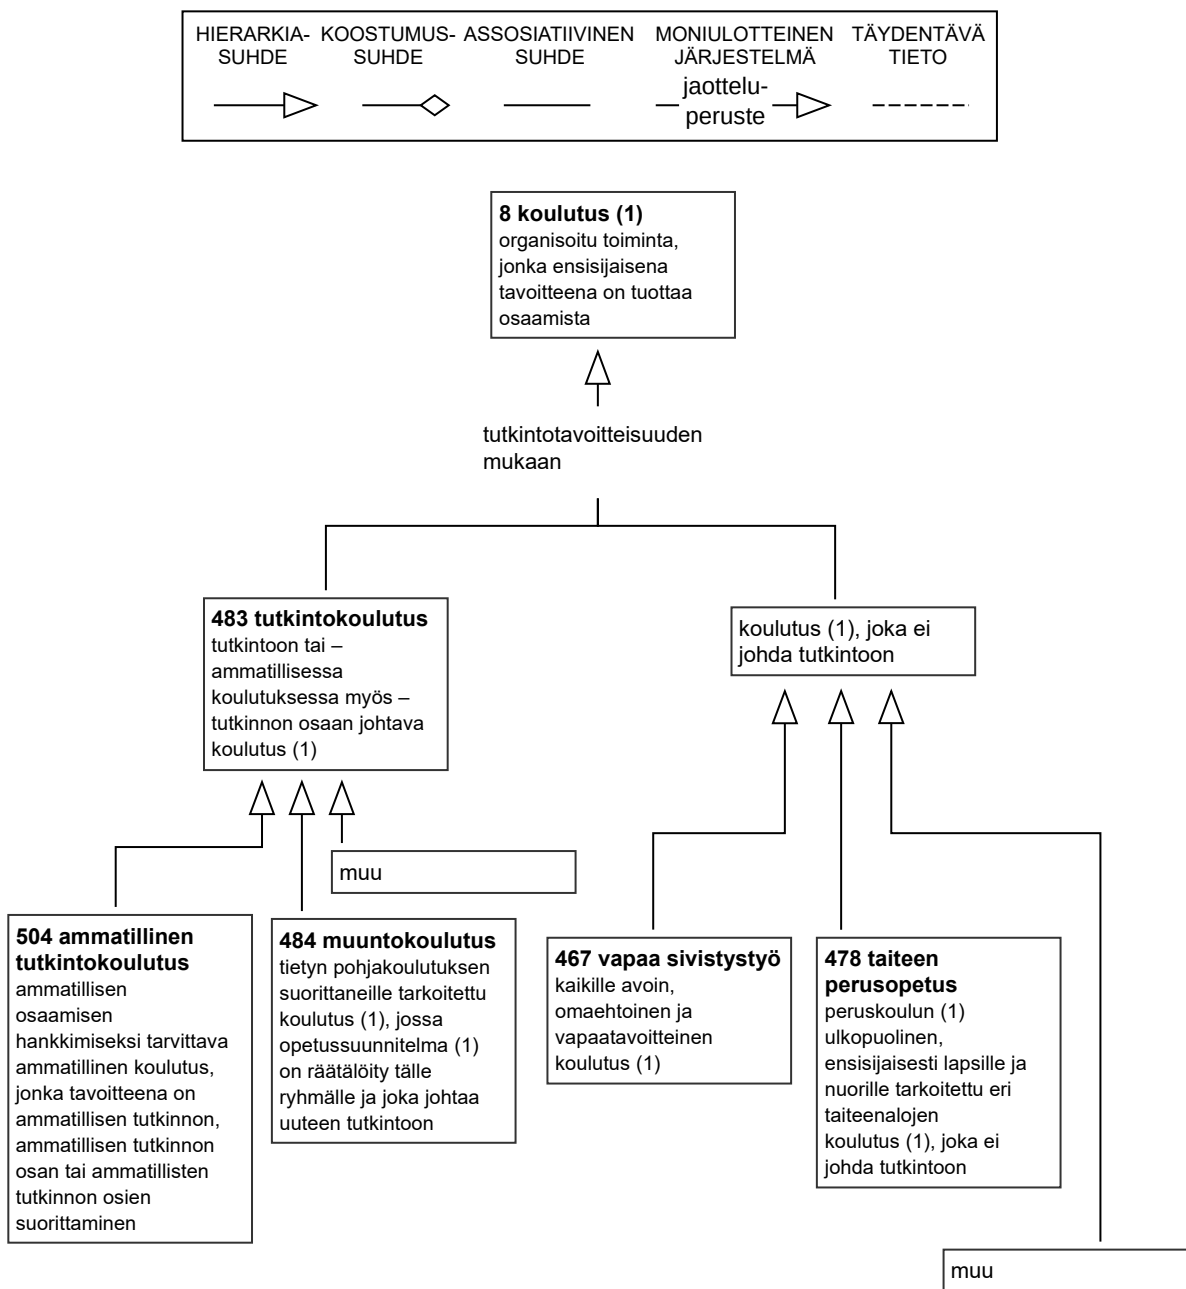 HIERARKIA-
SUHDE
KOOSTUMUS-
SUHDE
ASSOSIATIIVINEN
SUHDE
MONIULOTTEINEN
JÄRJESTELMÄ
jaottelu-
peruste
TÄYDENTÄVÄ
TIETO
8 koulutus (1)
organisoitu toiminta,
jonka ensisijaisena
tavoitteena on tuottaa
osaamista
tutkintotavoitteisuuden
mukaan
483 tutkintokoulutus
tutkintoon tai –
ammatillisessa
koulutuksessa myös –
tutkinnon osaan johtava
koulutus (1)
koulutus (1), joka ei
johda tutkintoon
muu
504 ammatillinen
tutkintokoulutus
ammatillisen
osaamisen
hankkimiseksi tarvittava
ammatillinen koulutus,
jonka tavoitteena on
ammatillisen tutkinnon,
ammatillisen tutkinnon
osan tai ammatillisten
tutkinnon osien
suorittaminen
484 muuntokoulutus
tietyn pohjakoulutuksen
suorittaneille tarkoitettu
koulutus (1), jossa
opetussuunnitelma (1)
on räätälöity tälle
ryhmälle ja joka johtaa
uuteen tutkintoon
467 vapaa sivistystyö
kaikille avoin,
omaehtoinen ja
vapaatavoitteinen
koulutus (1)
478 taiteen
perusopetus
peruskoulun (1)
ulkopuolinen,
ensisijaisesti lapsille ja
nuorille tarkoitettu eri
taiteenalojen
koulutus (1), joka ei
johda tutkintoon
muu